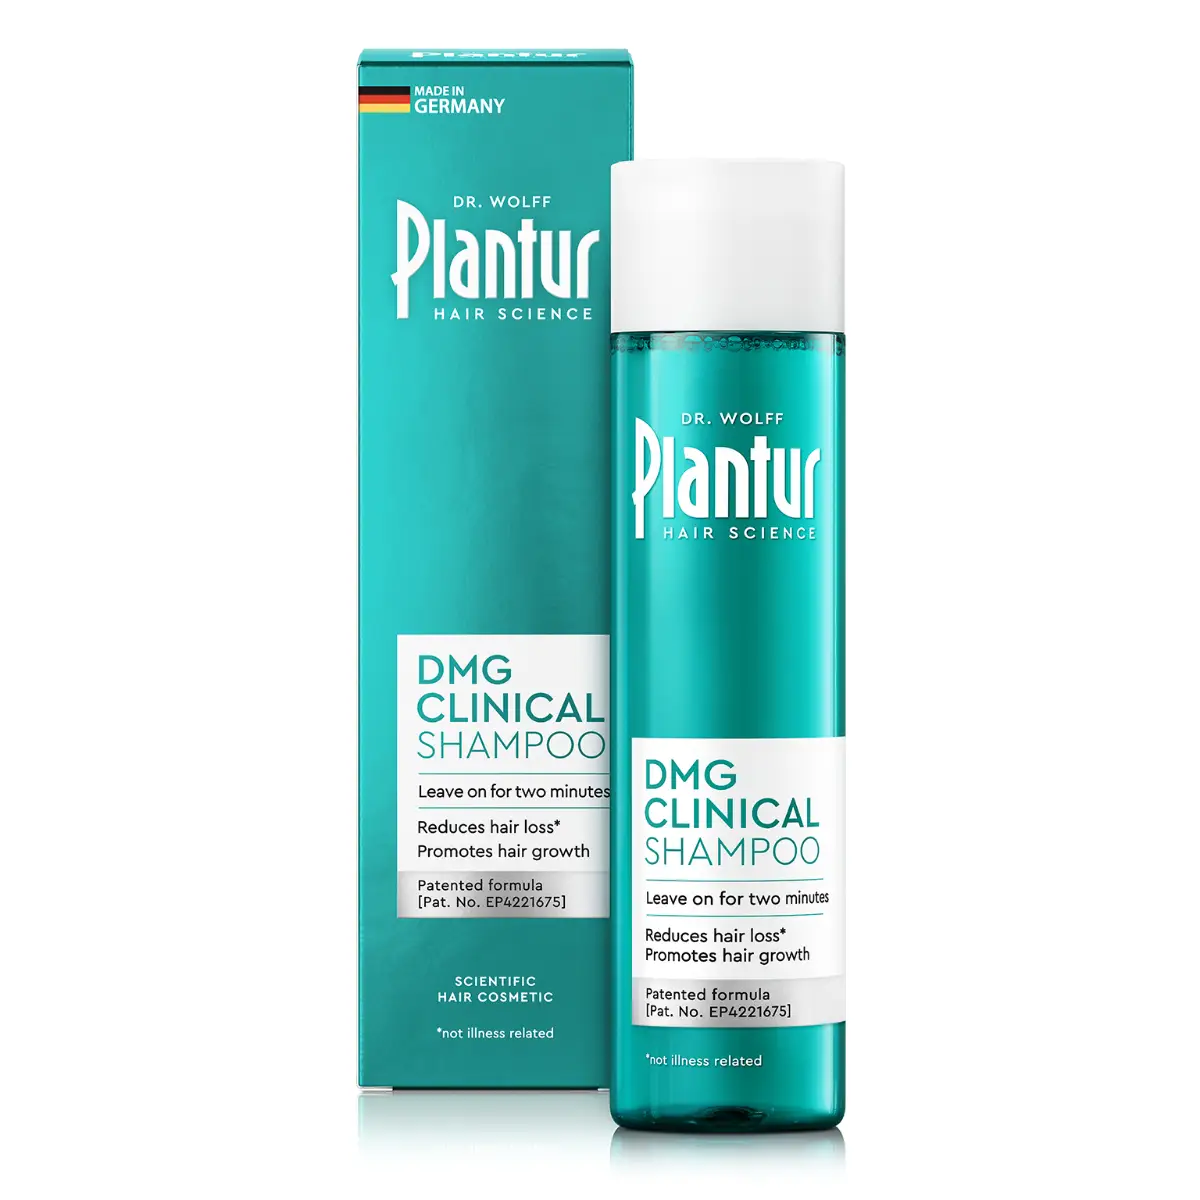 Plantur
MADE IN
GERMANY
DR. WOLFF
Plantur
HAIR SCIENCE
DMG
CLINICAL
SHAMPOO
Leave on for two minutes
Reduces hair loss*
Promotes hair growth
Patented formula
[Pat. No. EP4221675]
SCIENTIFIC
HAIR COSMETIC
*not illness related
DR. WOLFF
Plantur
HAIR SCIENCE
DMG
CLINICAL
SHAMPOO
Leave on for two minutes
Reduces hair loss*
Promotes hair growth
Patented formula
[Pat. No. EP4221675]
*not illness related